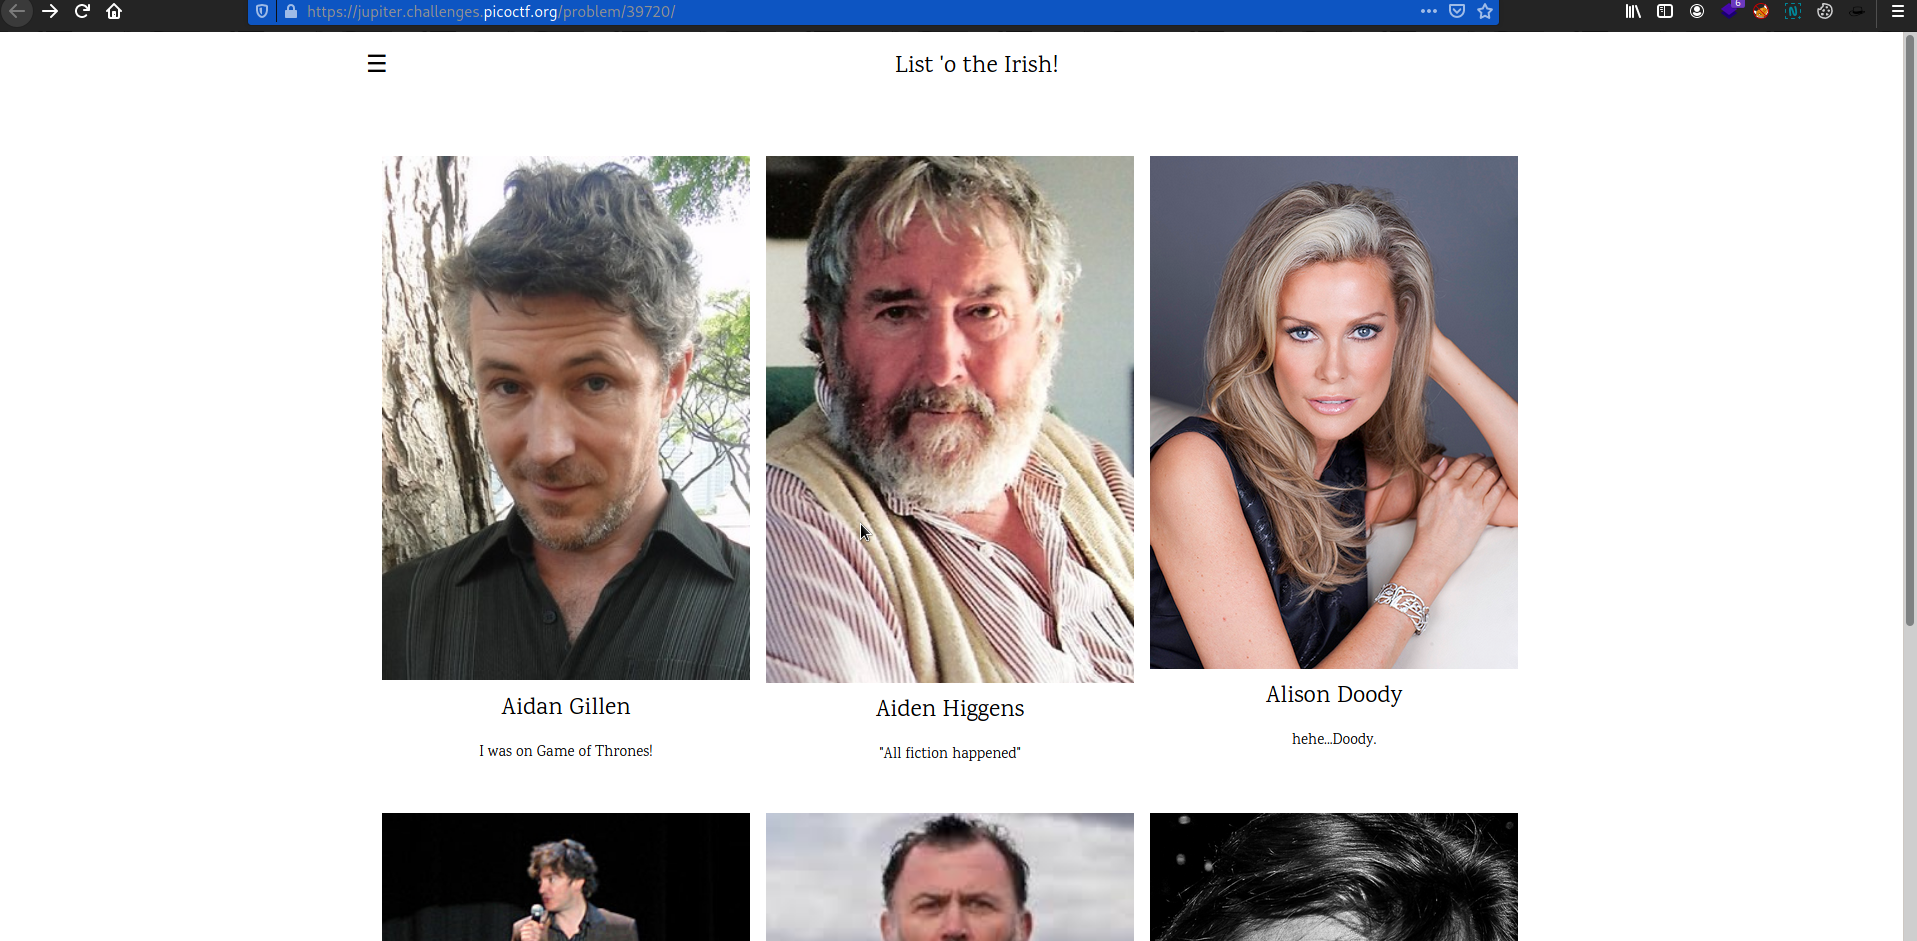 https://jupiter.challenges.picoctf.org/problem/39720/
6
List 'o the Irish!
Aidan Gillen
Aiden Higgens
Alison Doody
I was on Game of Thrones!
"All fiction happened"
hehe...Doody.